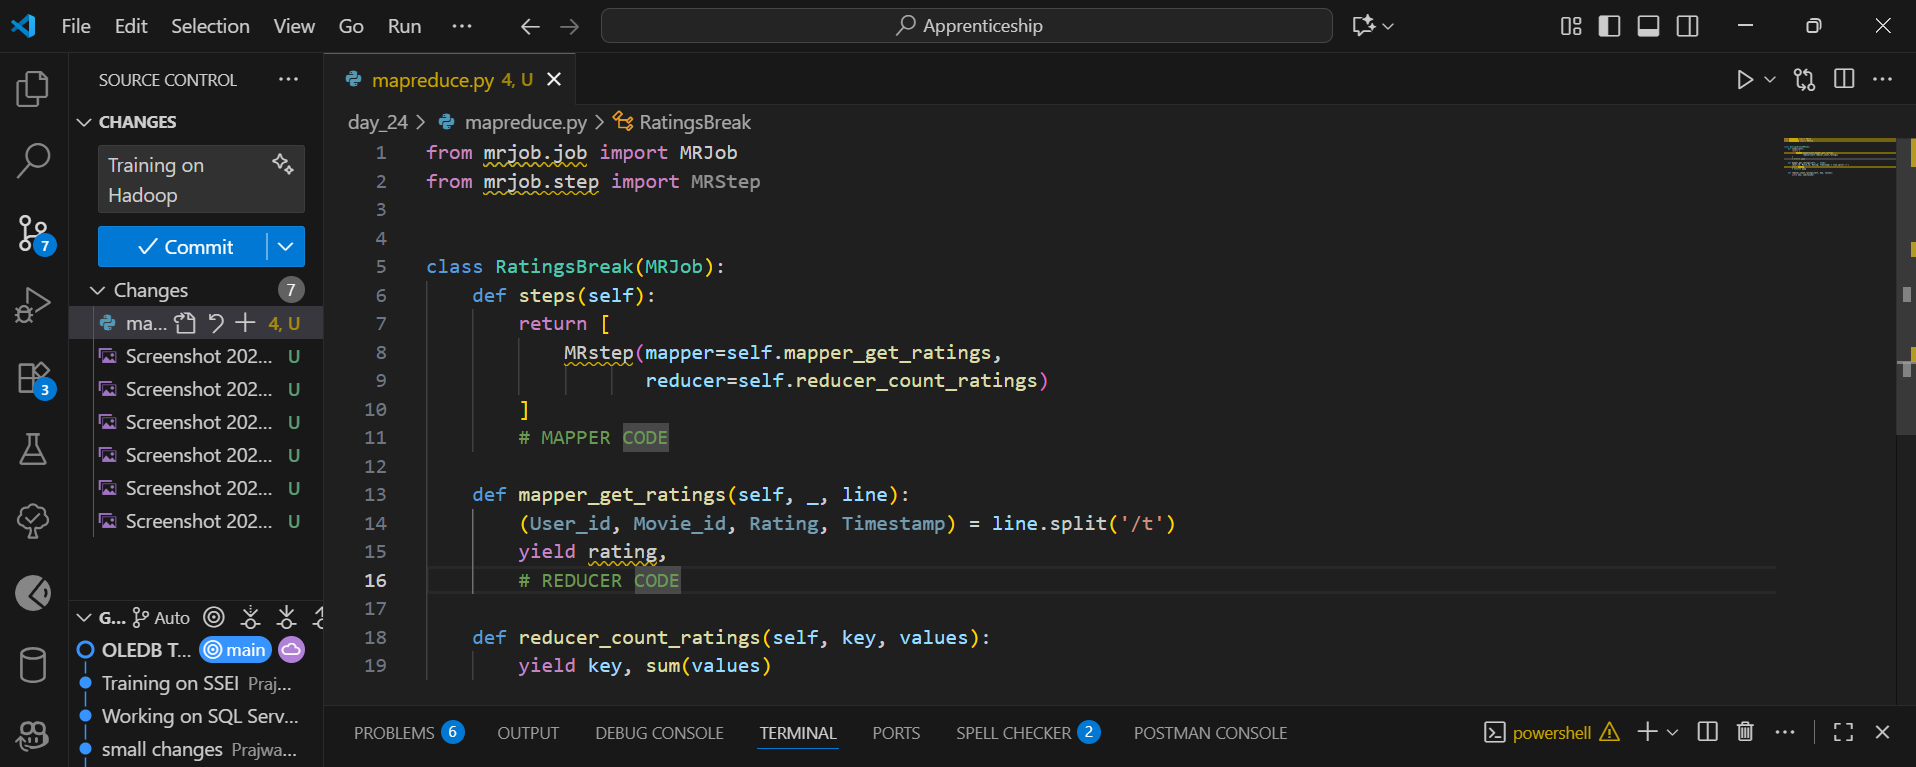 File Edit Selection View Go Run ··· Apprenticeship
SOURCE CONTROL ···
CHANGES
Training on
Hadoop
Commit
Changes 7
ma... 4, U
Screenshot 202... U
Screenshot 202... U
Screenshot 202... U
Screenshot 202... U
Screenshot 202... U
Screenshot 202... U
7
3
G... Auto
OLEDB T... main
Training on SSEI Praj...
Working on SQL Serv...
small changes Prajwa...
mapreduce.py 4, U
day_24 > mapreduce.py > RatingsBreak
1 from mrjob.job import MRJob
2 from mrjob.step import MRStep
3
4
5 class RatingsBreak(MRJob):
6 def steps(self):
7 return [
8 MRstep(mapper=self.mapper_get_ratings,
9 reducer=self.reducer_count_ratings)
10 ]
11 # MAPPER CODE
12
13 def mapper_get_ratings(self, _, line):
14 (User_id, Movie_id, Rating, Timestamp) = line.split('/t')
15 yield rating,
16 # REDUCER CODE
17
18 def reducer_count_ratings(self, key, values):
19 yield key, sum(values)
PROBLEMS 6 OUTPUT DEBUG CONSOLE TERMINAL PORTS SPELL CHECKER 2 POSTMAN CONSOLE powershell ···